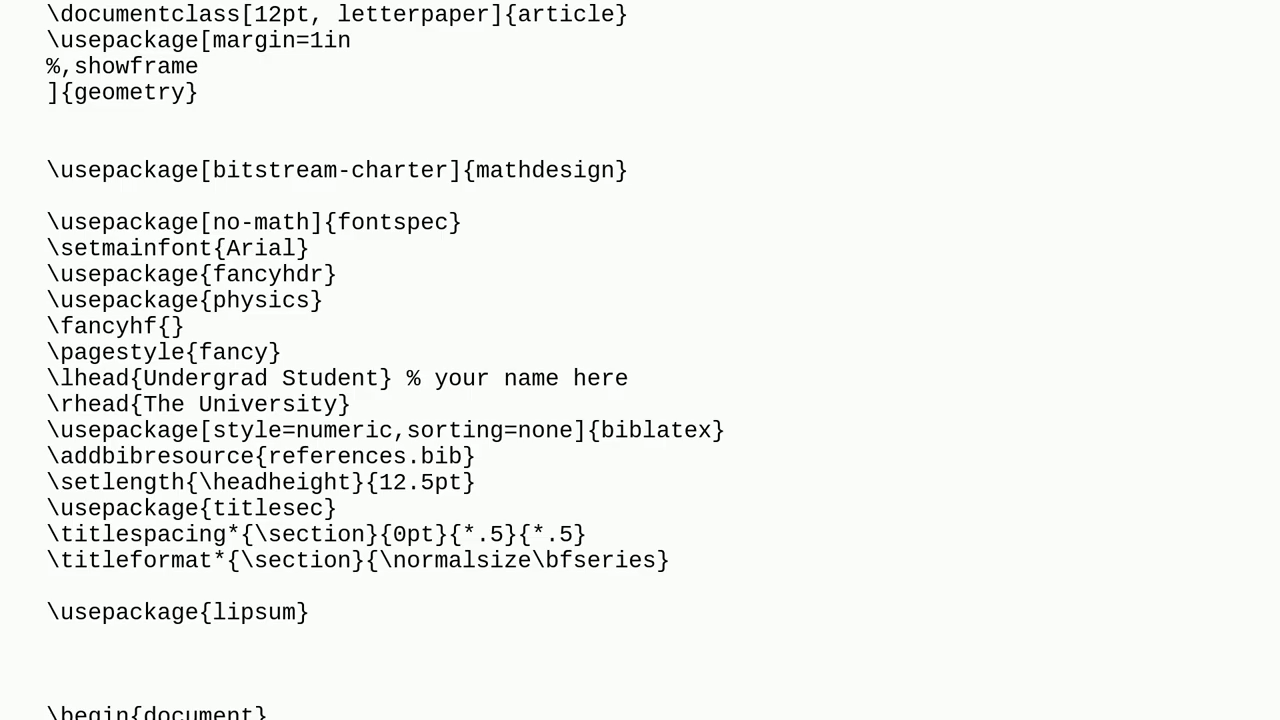 \documentclass[12pt, letterpaper]{article}
\usepackage[margin=1in
%,showframe
]{geometry}
\usepackage[bitstream-charter]{mathdesign}
\usepackage[no-math]{fontspec}
\setmainfont{Arial}
\usepackage{fancyhdr}
\usepackage{physics}
\fancyhf{}
\pagestyle{fancy}
\lhead{Undergrad Student} % your name here
\rhead{The University}
\usepackage[style=numeric,sorting=none]{biblatex}
\addbibresource{references.bib}
\setlength{\headheight}{12.5pt}
\usepackage{titlesec}
\titlespacing*{\section}{0pt}{*.5}{*.5}
\titleformat*{\section}{\normalsize\bfseries}
\usepackage{lipsum}
\begin{document}